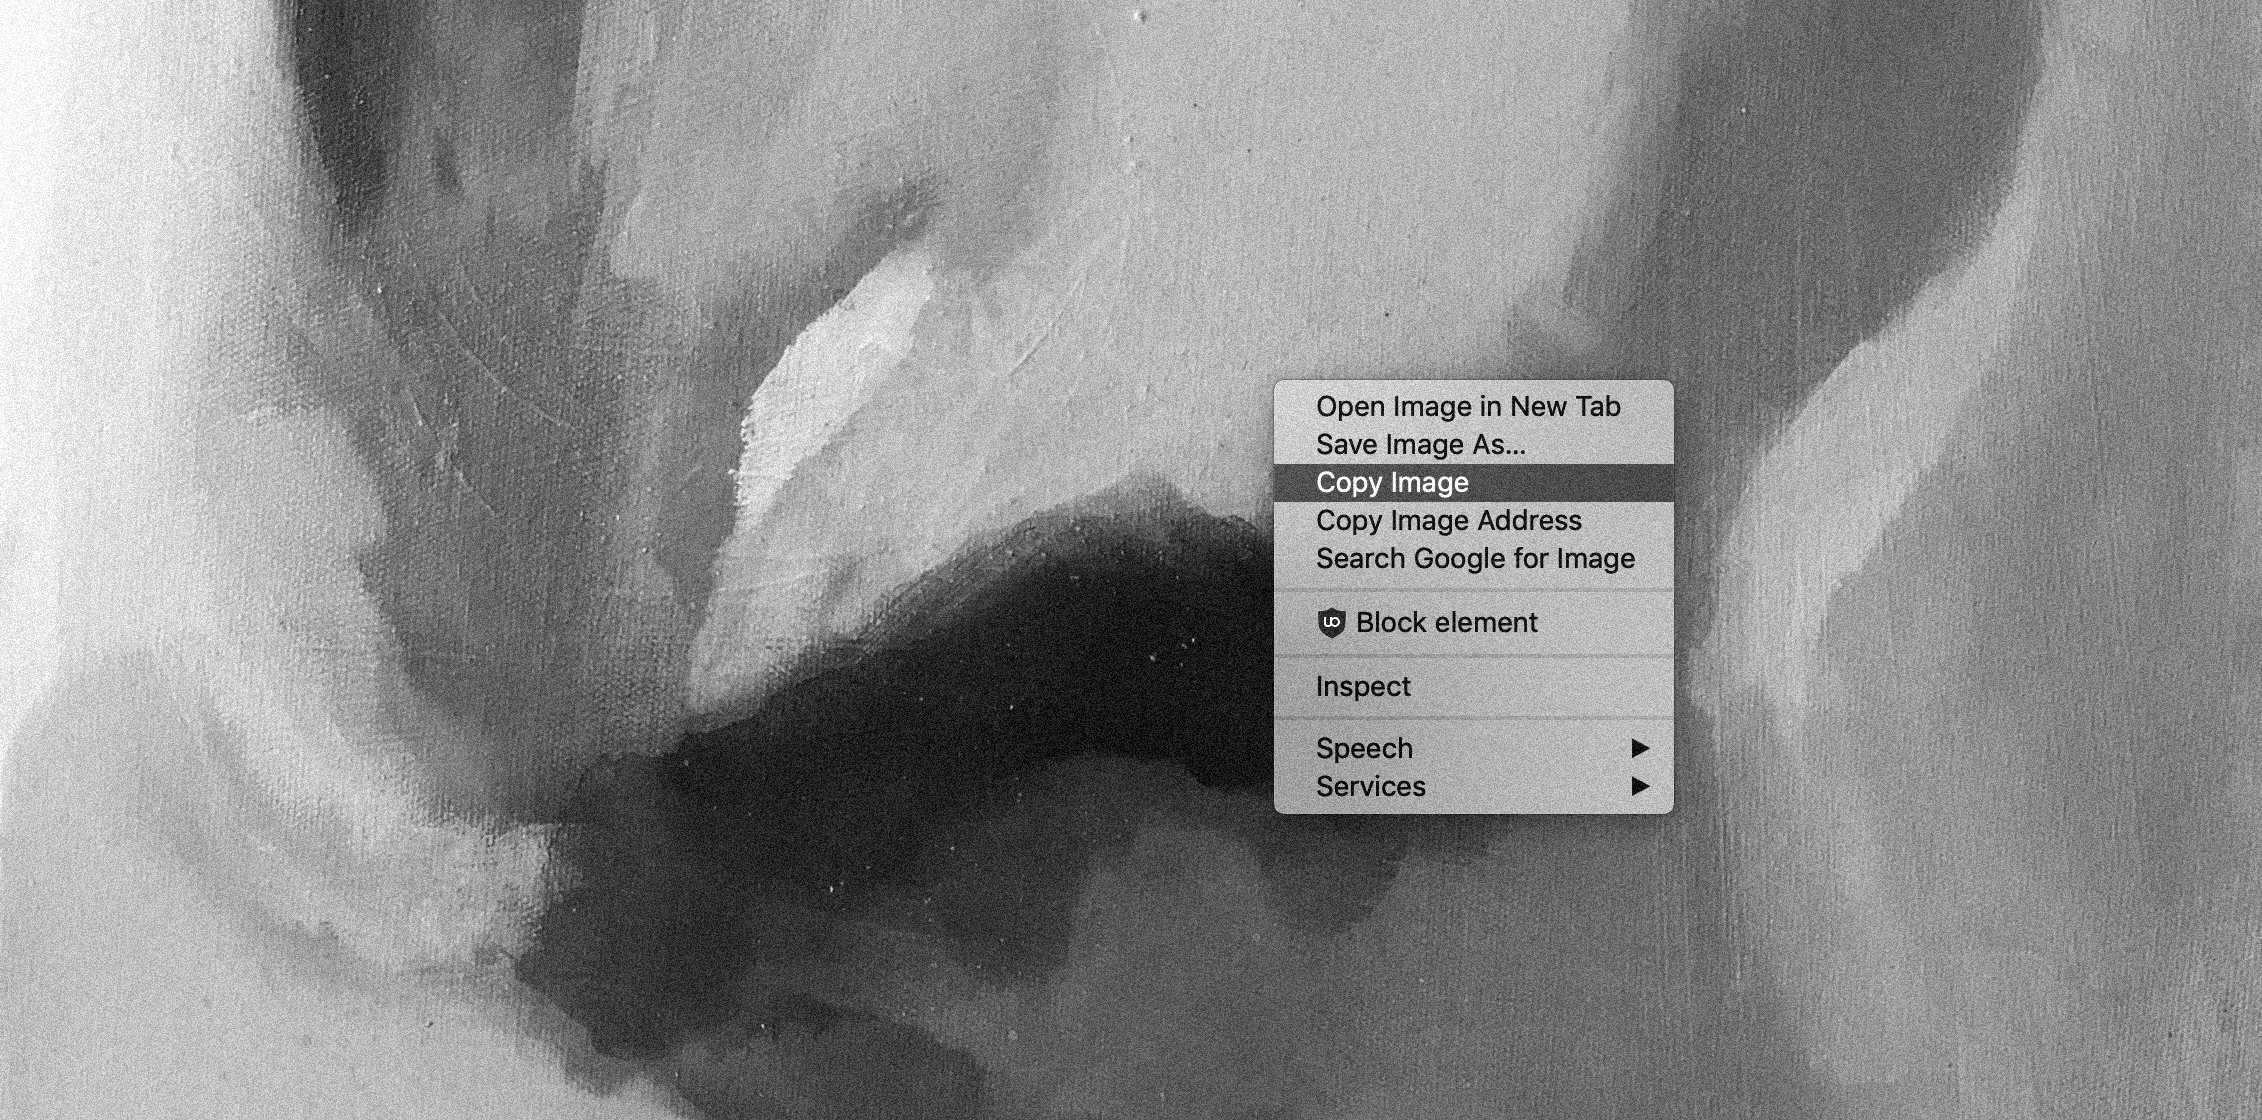 Open Image in New Tab
Save Image As...
Copy Image
Copy Image Address
Search Google for Image
uO Block element
Inspect
Speech
Services